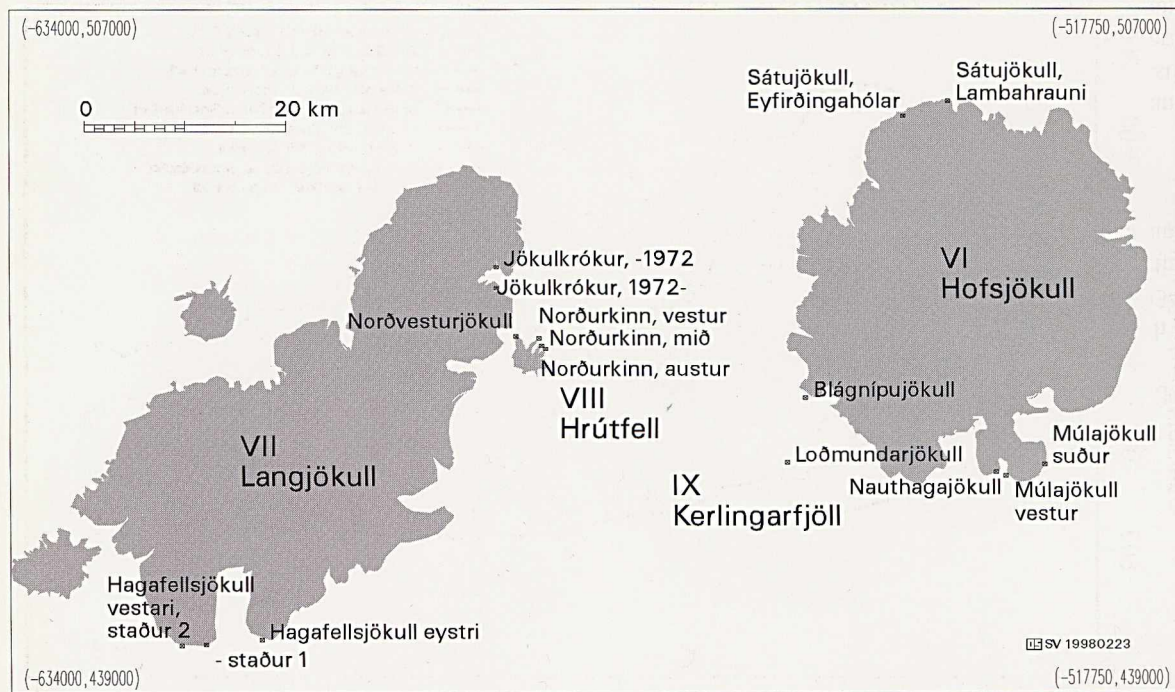 (-634000,507000)
(-517750,507000)
0 20 km
Sátujökull,
Eyfirðingahólar
Sátujökull,
Lambahrauni
Jökulkrókur, -1972
Jökulkrókur, 1972-
Norðvesturjökull
Norðurkinn, vestur
Norðurkinn, mið
Norðurkinn, austur
VI
Hofsjökull
VIII
Hrútfell
Blágnípujökull
VII
Langjökull
Loðmundarjökull
Múlajökull
suður
Nauthagajökull
Múlajökull
vestur
IX
Kerlingarfjöll
Hagafellsjökull
vestari,
staður 2
- staður 1
Hagafellsjökull eystri
SV 19980223
(-634000,439000)
(-517750,439000)